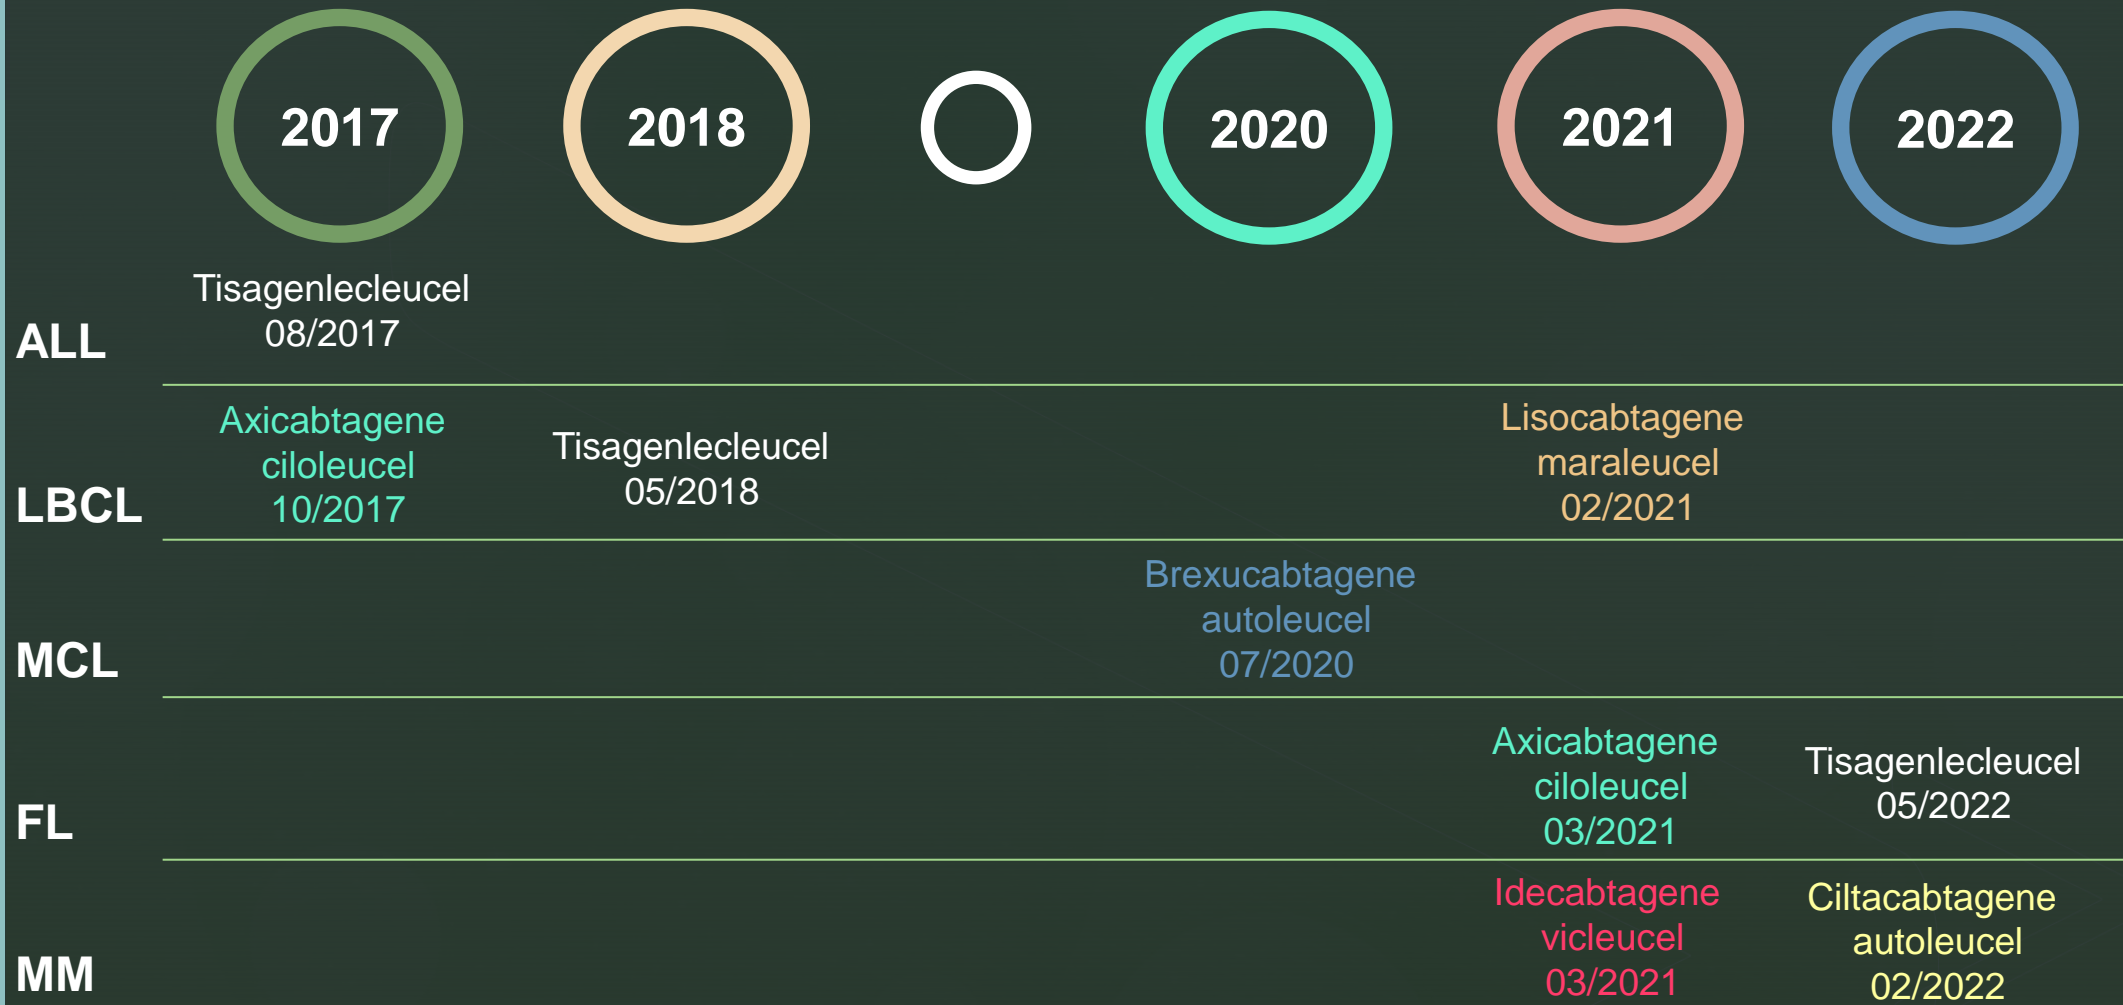 2017
2018
2020
2021
2022
ALL
Tisagenlecleucel
08/2017
LBCL
Axicabtagene
ciloleucel
10/2017
Tisagenlecleucel
05/2018
Lisocabtagene
maraleucel
02/2021
MCL
Brexucabtagene
autoleucel
07/2020
FL
Axicabtagene
ciloleucel
03/2021
Tisagenlecleucel
05/2022
MM
Idecabtagene
vicleucel
03/2021
Ciltacabtagene
autoleucel
02/2022